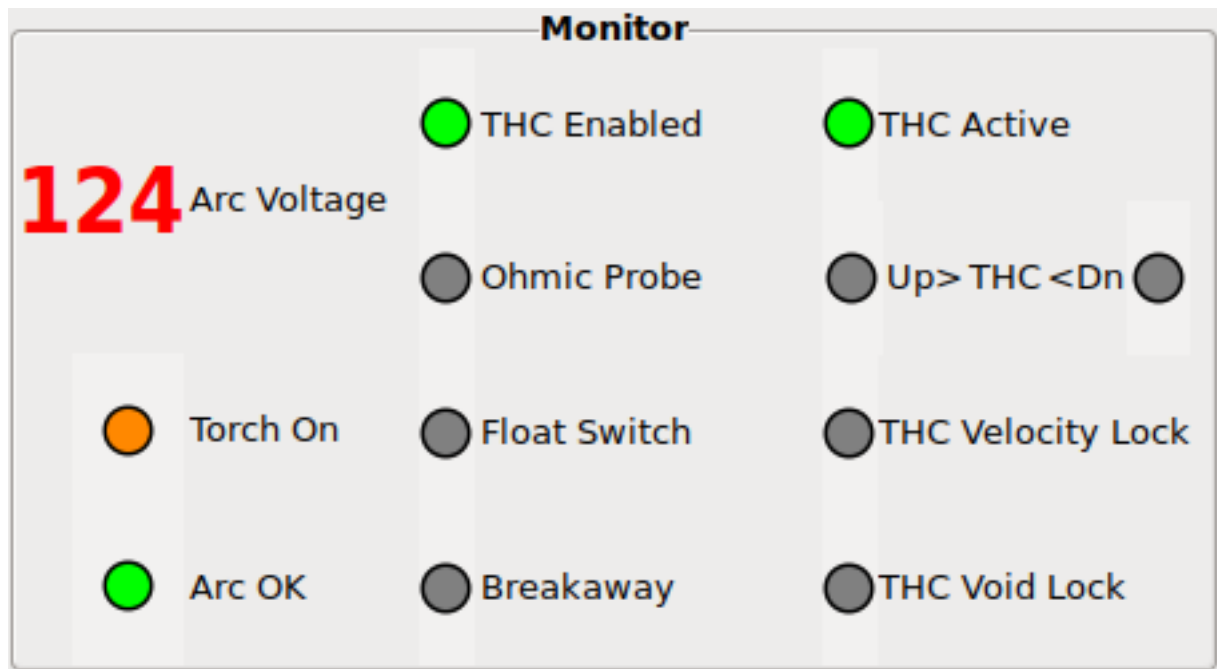 Monitor
THC Enabled
THC Active
124 Arc Voltage
Ohmic Probe
Up> THC <Dn
Torch On
Float Switch
THC Velocity Lock
Arc OK
Breakaway
THC Void Lock